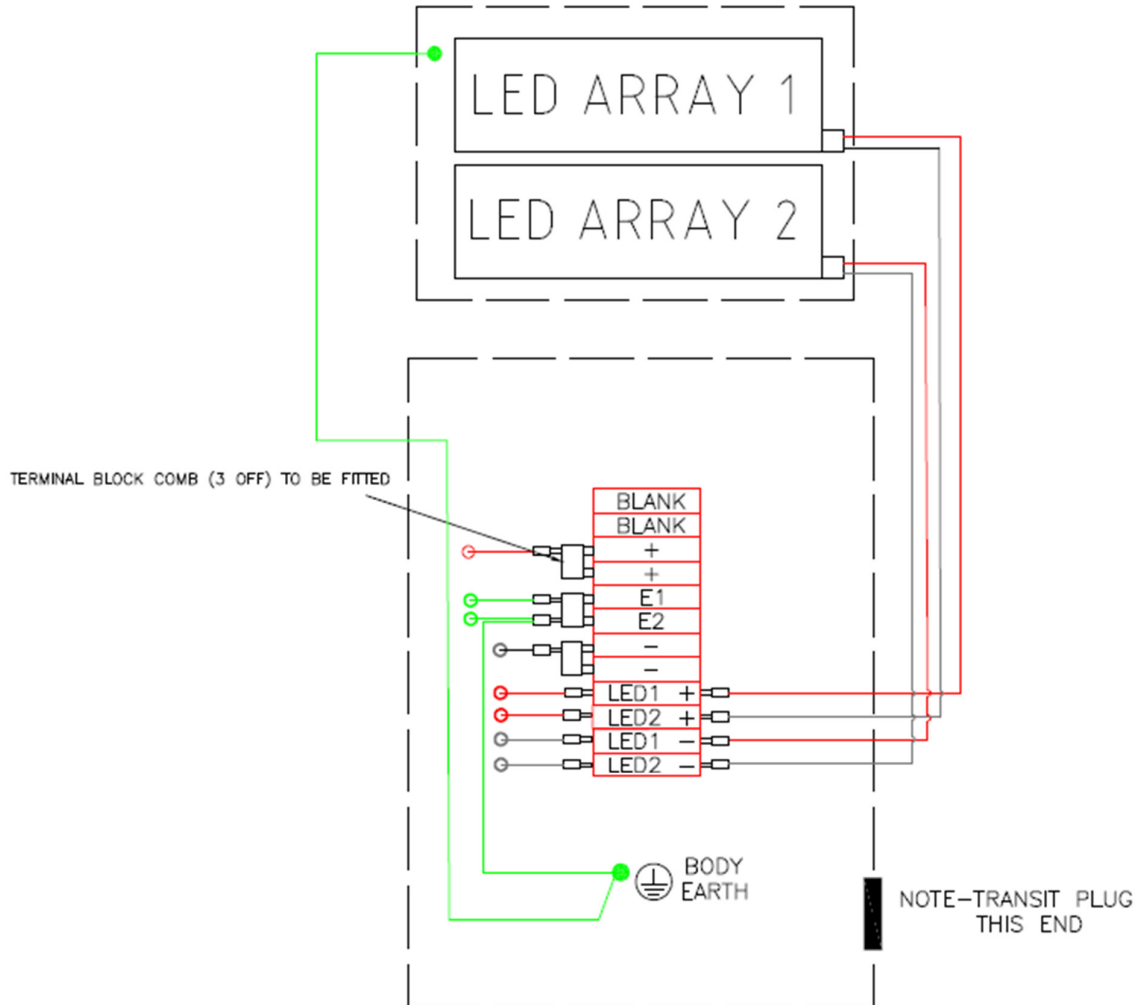 LED ARRAY 1
LED ARRAY 2
TERMINAL BLOCK COMB (3 OFF) TO BE FITTED
BLANK
BLANK
+
+
E1
E2
-
-
LED1 +
LED2 +
LED1 -
LED2 -
BODY
EARTH
NOTE-TRANSIT PLUG
THIS END